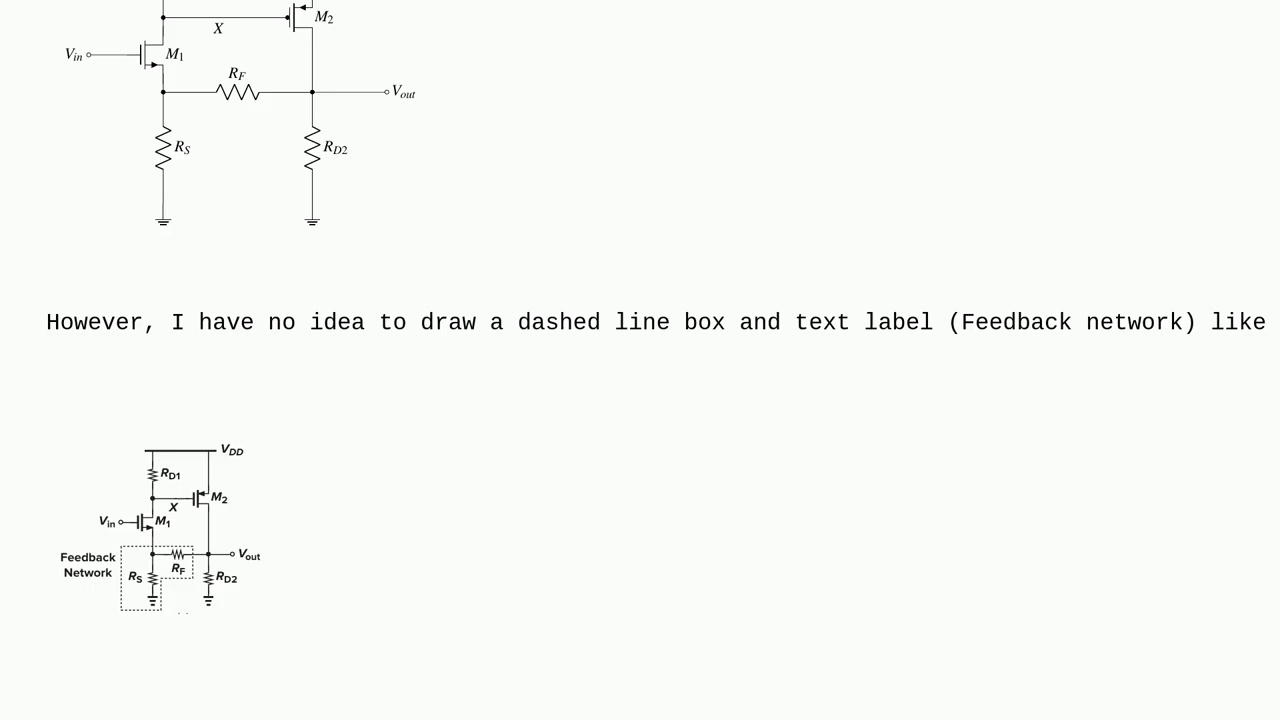 X
M2
Vin
M1
RF
Vout
RS
RD2
However, I have no idea to draw a dashed line box and text label (Feedback network) like
VDD
RD1
M2
X
Vin
M1
Feedback
Network
Vout
RF
RS
RD2